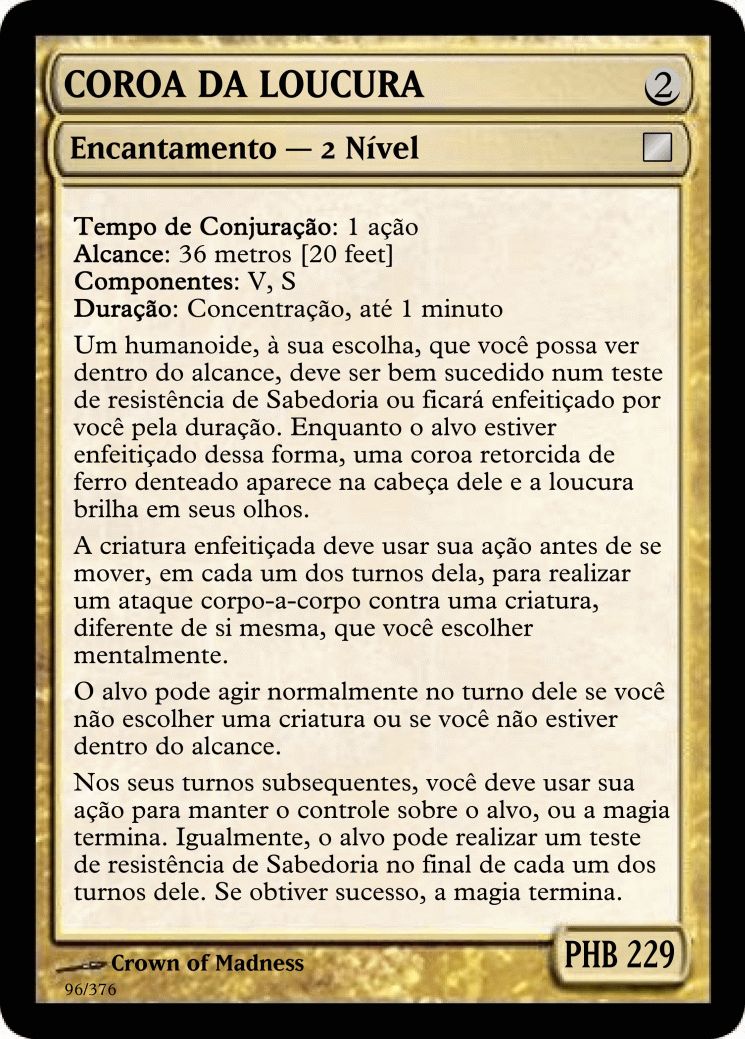 COROA DA LOUCURA 2
Encantamento — 2 Nível
Tempo de Conjuração: 1 ação
Alcance: 36 metros [20 feet]
Componentes: V, S
Duração: Concentração, até 1 minuto
Um humanoide, à sua escolha, que você possa ver
dentro do alcance, deve ser bem sucedido num teste
de resistência de Sabedoria ou ficará enfeitiçado por
você pela duração. Enquanto o alvo estiver
enfeitiçado dessa forma, uma coroa retorcida de
ferro denteado aparece na cabeça dele e a loucura
brilha em seus olhos.
A criatura enfeitiçada deve usar sua ação antes de se
mover, em cada um dos turnos dela, para realizar
um ataque corpo-a-corpo contra uma criatura,
diferente de si mesma, que você escolher
mentalmente.
O alvo pode agir normalmente no turno dele se você
não escolher uma criatura ou se você não estiver
dentro do alcance.
Nos seus turnos subsequentes, você deve usar sua
ação para manter o controle sobre o alvo, ou a magia
termina. Igualmente, o alvo pode realizar um teste
de resistência de Sabedoria no final de cada um dos
turnos dele. Se obtiver sucesso, a magia termina.
PHB 229
Crown of Madness
96/376